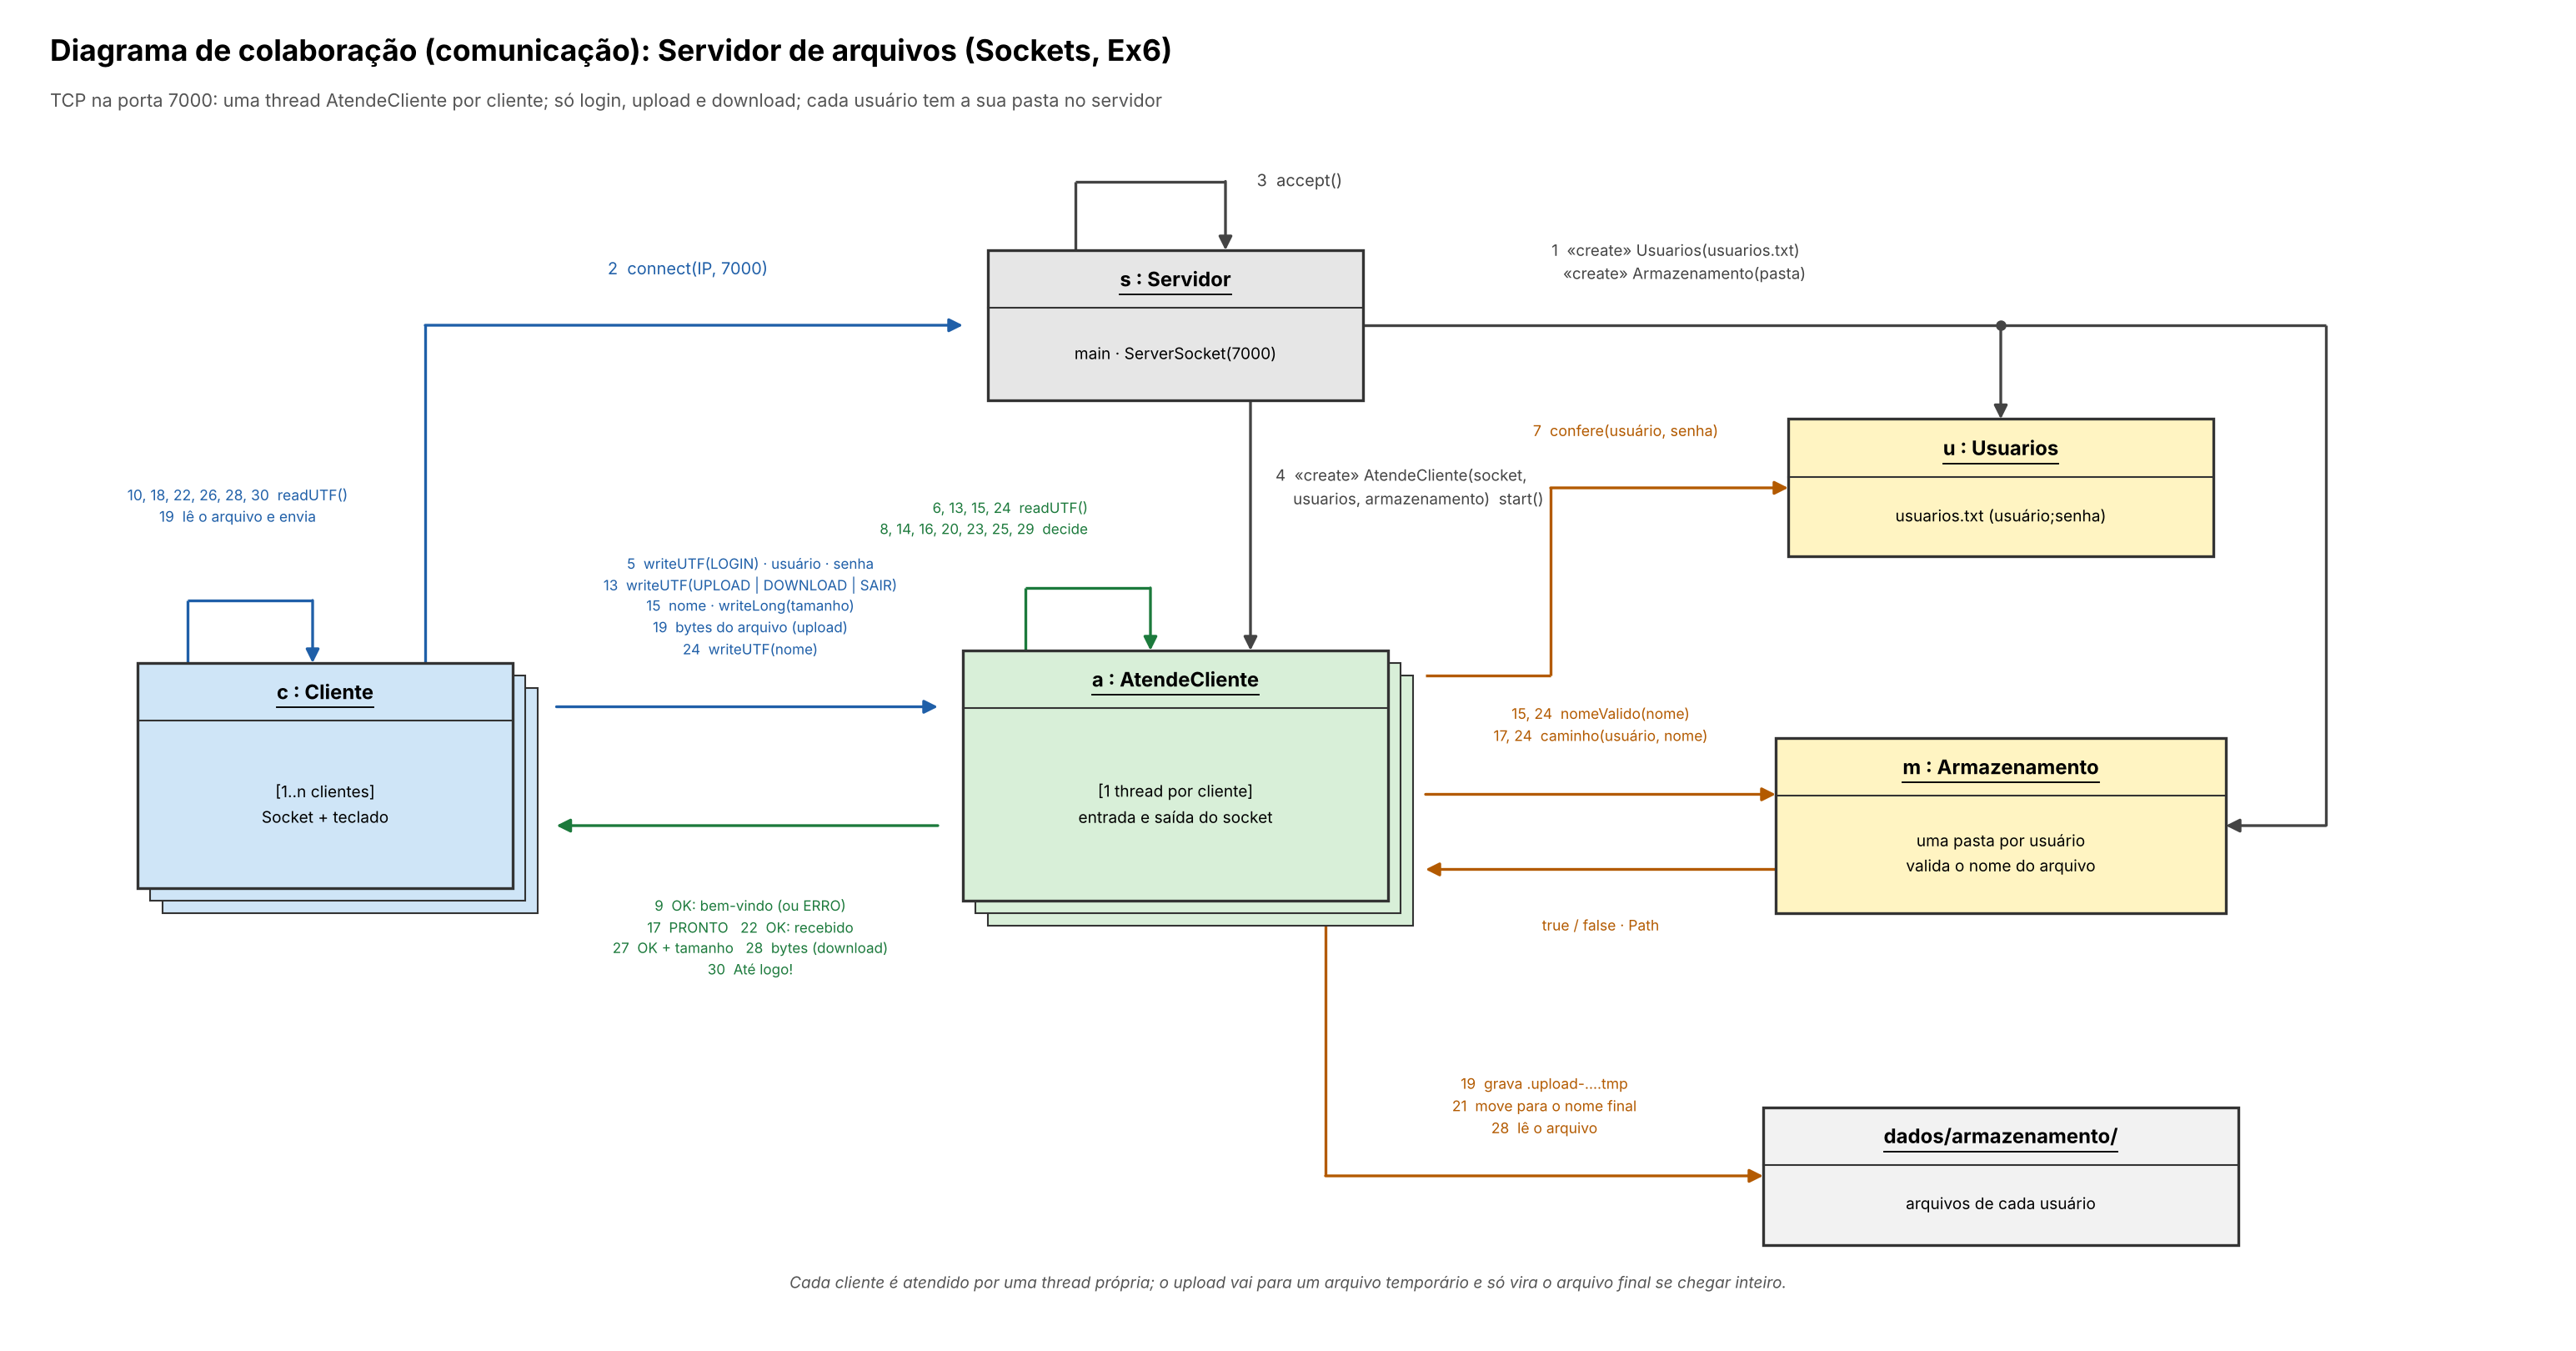 Diagrama de colaboração (comunicação): Servidor de arquivos (Sockets, Ex6)
TCP na porta 7000: uma thread AtendeCliente por cliente; só login, upload e download; cada usuário tem a sua pasta no servidor
3 accept()
2 connect(IP, 7000)
s : Servidor
main · ServerSocket(7000)
1 «create» Usuarios(usuarios.txt)
«create» Armazenamento(pasta)
7 confere(usuário, senha)
u : Usuarios
usuarios.txt (usuário;senha)
4 «create» AtendeCliente(socket,
usuarios, armazenamento) start()
10, 18, 22, 26, 28, 30 readUTF()
19 lê o arquivo e envia
6, 13, 15, 24 readUTF()
8, 14, 16, 20, 23, 25, 29 decide
5 writeUTF(LOGIN) · usuário · senha
13 writeUTF(UPLOAD | DOWNLOAD | SAIR)
15 nome · writeLong(tamanho)
19 bytes do arquivo (upload)
24 writeUTF(nome)
c : Cliente
[1..n clientes]
Socket + teclado
a : AtendeCliente
[1 thread por cliente]
entrada e saída do socket
15, 24 nomeValido(nome)
17, 24 caminho(usuário, nome)
m : Armazenamento
uma pasta por usuário
valida o nome do arquivo
9 OK: bem-vindo (ou ERRO)
17 PRONTO 22 OK: recebido
27 OK + tamanho 28 bytes (download)
30 Até logo!
true / false · Path
19 grava .upload-....tmp
21 move para o nome final
28 lê o arquivo
dados/armazenamento/
arquivos de cada usuário
Cada cliente é atendido por uma thread própria; o upload vai para um arquivo temporário e só vira o arquivo final se chegar inteiro.